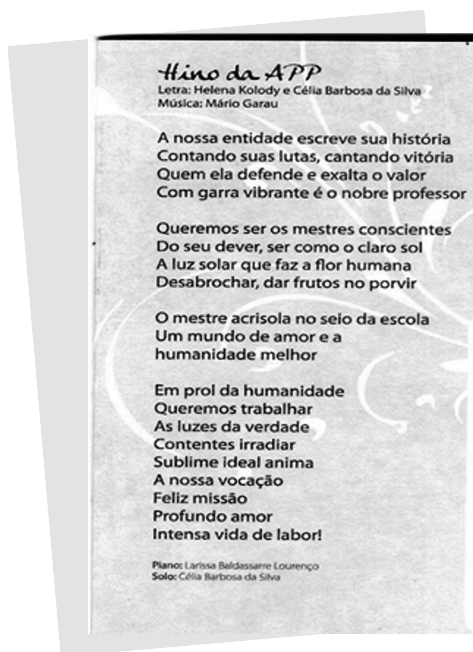 Hino da APP
Letra: Helena Kolody e Célia Barbosa da Silva
Música: Mário Garau
A nossa entidade escreve sua história
Contando suas lutas, cantando vitória
Quem ela defende e exalta o valor
Com garra vibrante é o nobre professor
Queremos ser os mestres conscientes
Do seu dever, ser como o claro sol
A luz solar que faz a flor humana
Desabrochar, dar frutos no porvir
O mestre acrisola no seio da escola
Um mundo de amor e a
humanidade melhor
Em prol da humanidade
Queremos trabalhar
As luzes da verdade
Contentes irradiar
Sublime ideal anima
A nossa vocação
Feliz missão
Profundo amor
Intensa vida de labor!
Piano: Larissa Baldassarre Lourenço
Solo: Célia Barbosa da Silva